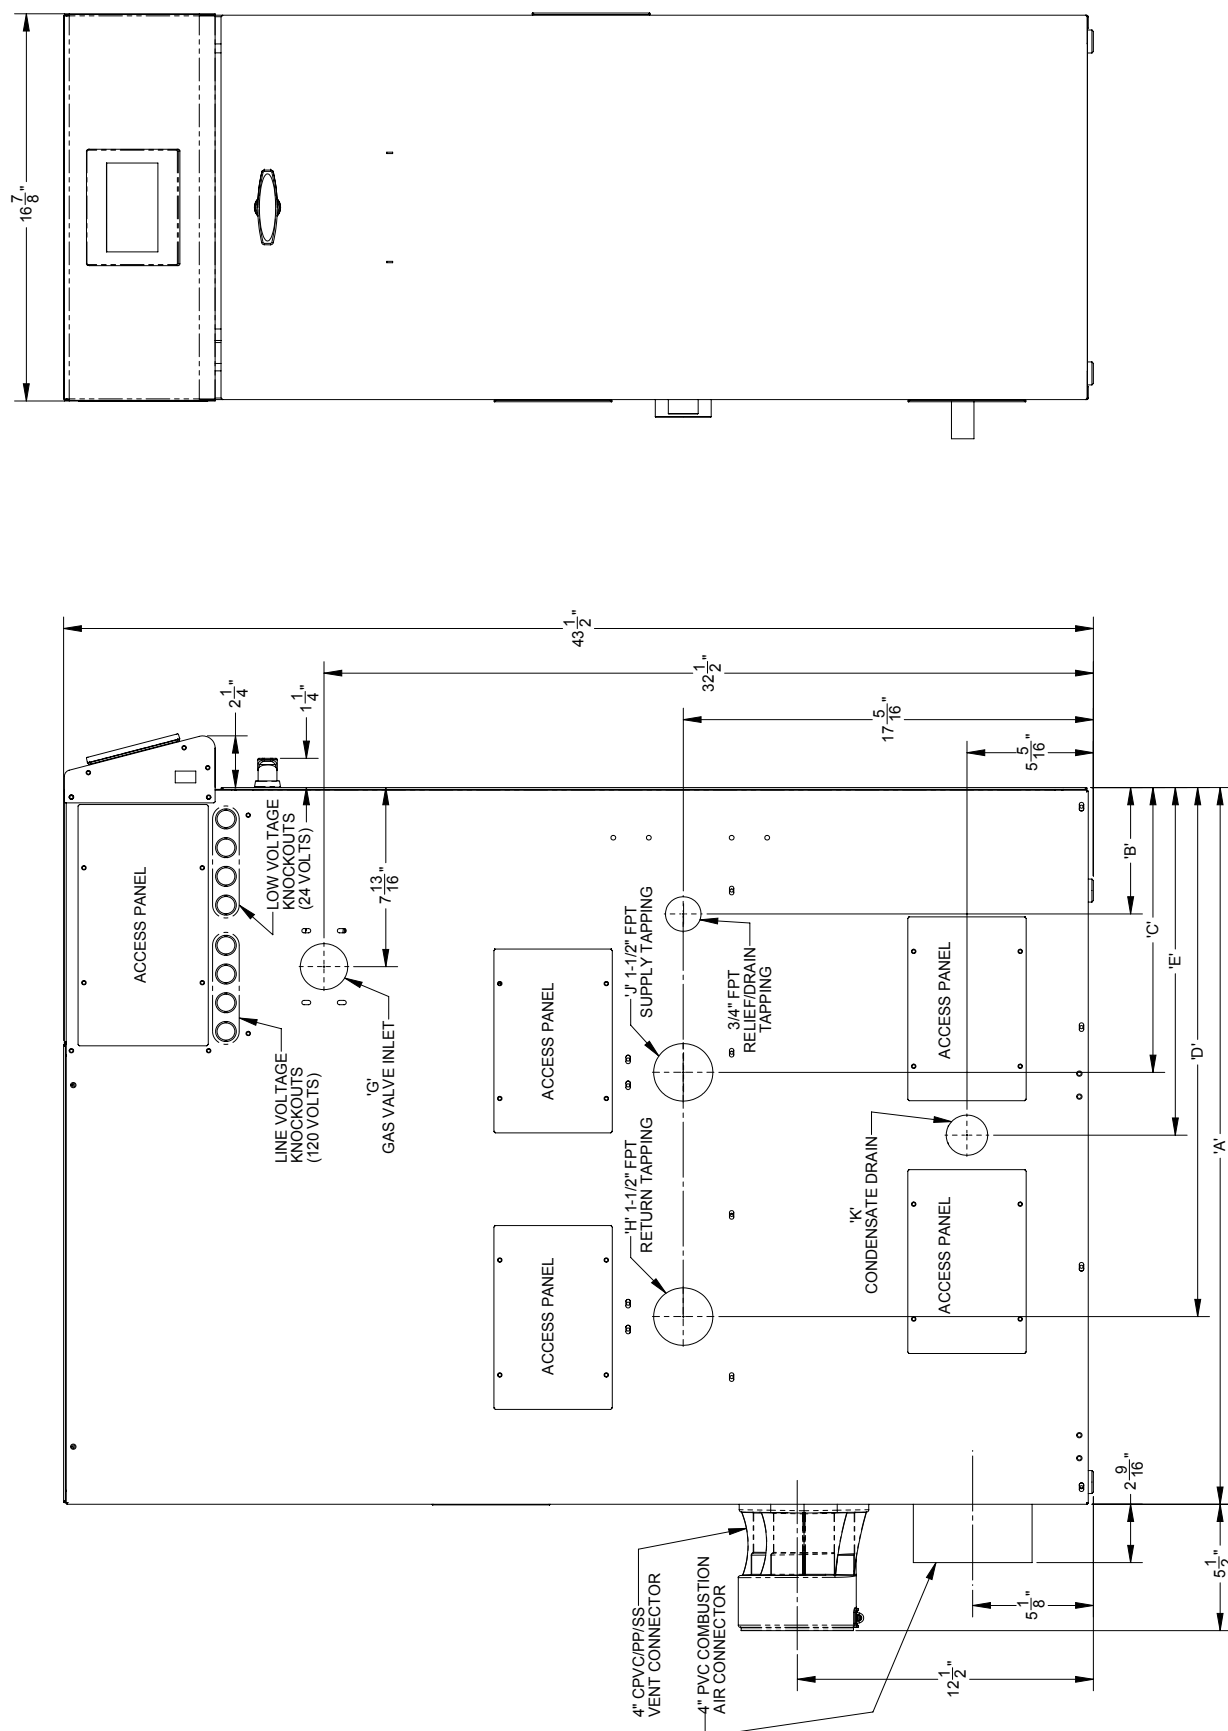 16 7/8"
43 1/2"
32 1/2"
17 5/16"
5 5/16"
2 1/4"
1 1/4"
7 13/16"
ACCESS PANEL
LOW VOLTAGE
KNOCKOUTS
(24 VOLTS)
LINE VOLTAGE
KNOCKOUTS
(120 VOLTS)
'G'
GAS VALVE INLET
ACCESS PANEL
ACCESS PANEL
'J' 1-1/2" FPT
SUPPLY TAPPING
'H' 1-1/2" FPT
RETURN TAPPING
3/4" FPT
RELIEF/DRAIN
TAPPING
'K'
CONDENSATE DRAIN
ACCESS PANEL
ACCESS PANEL
'B'
'C'
'E'
'D'
'A'
4" CPVC/PP/SS
VENT CONNECTOR
4" PVC COMBUSTION
AIR CONNECTOR
12 1/2"
5 1/8"
2 9/16"
5 1/2"